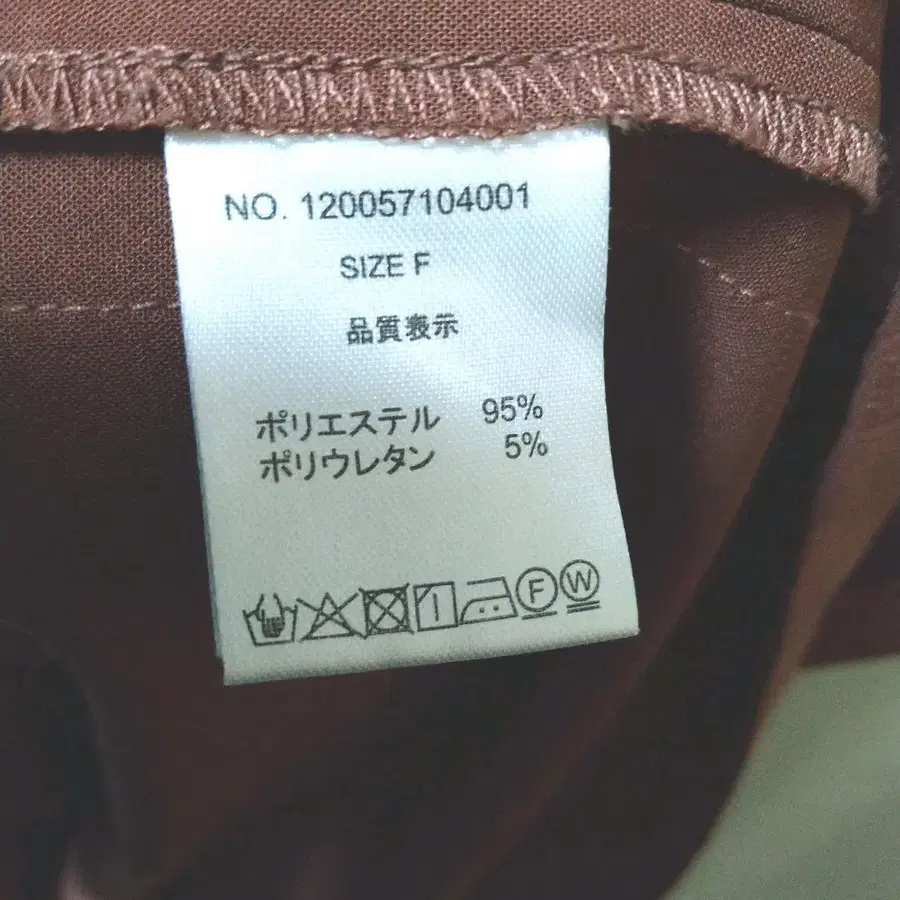 NO. 120057104001
SIZE F
品質表示
ポリエステル 95%
ポリウレタン 5%
F W